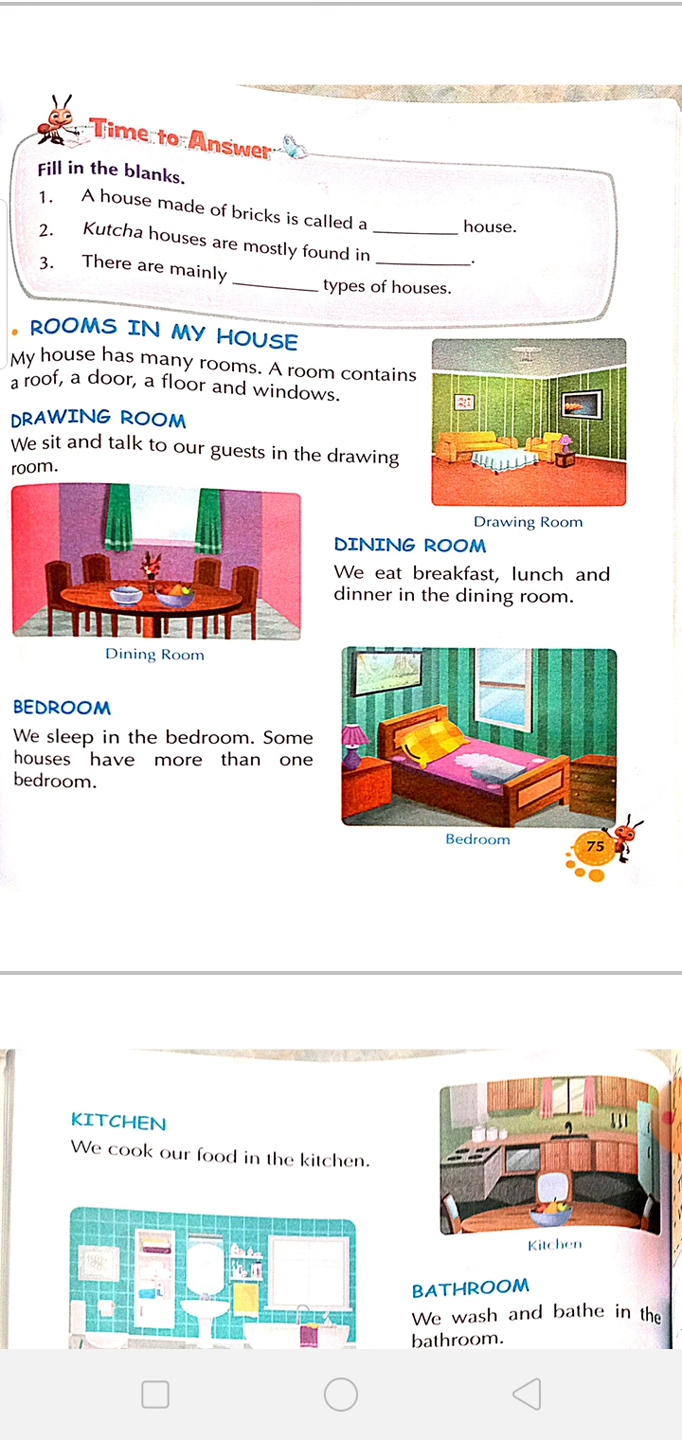 Time to Answer
Fill in the blanks.
1. A house made of bricks is called a ________ house.
2. Kutcha houses are mostly found in ________.
3. There are mainly ________ types of houses.
• ROOMS IN MY HOUSE
My house has many rooms. A room contains
a roof, a door, a floor and windows.
DRAWING ROOM
We sit and talk to our guests in the drawing
room.
Drawing Room
DINING ROOM
We eat breakfast, lunch and
dinner in the dining room.
Dining Room
BEDROOM
We sleep in the bedroom. Some
houses have more than one
bedroom.
Bedroom
75
KITCHEN
We cook our food in the kitchen.
Kitchen
BATHROOM
We wash and bathe in the
bathroom.